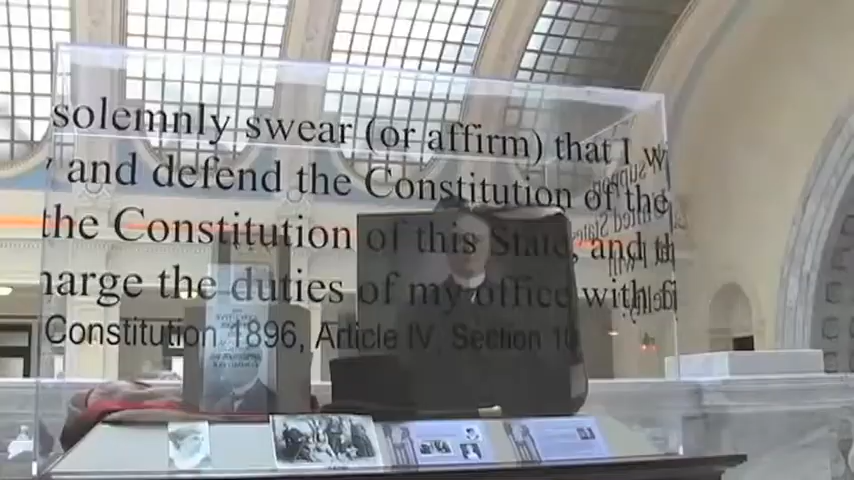 solemnly swear (or affirm) that I w
and defend the Constitution of the
the Constitution of this State, and th
harge the duties of my office with fi
Constitution 1896, Article IV, Section 10